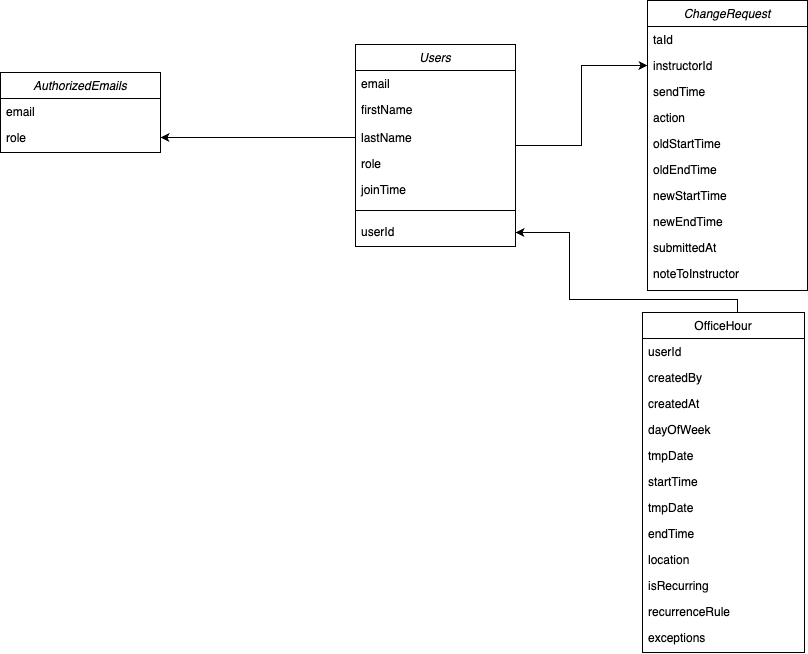 AuthorizedEmails
email
role
Users
email
firstName
lastName
role
joinTime
userId
ChangeRequest
taId
instructorId
sendTime
action
oldStartTime
oldEndTime
newStartTime
newEndTime
submittedAt
noteToInstructor
OfficeHour
userId
createdBy
createdAt
dayOfWeek
tmpDate
startTime
tmpDate
endTime
location
isRecurring
recurrenceRule
exceptions